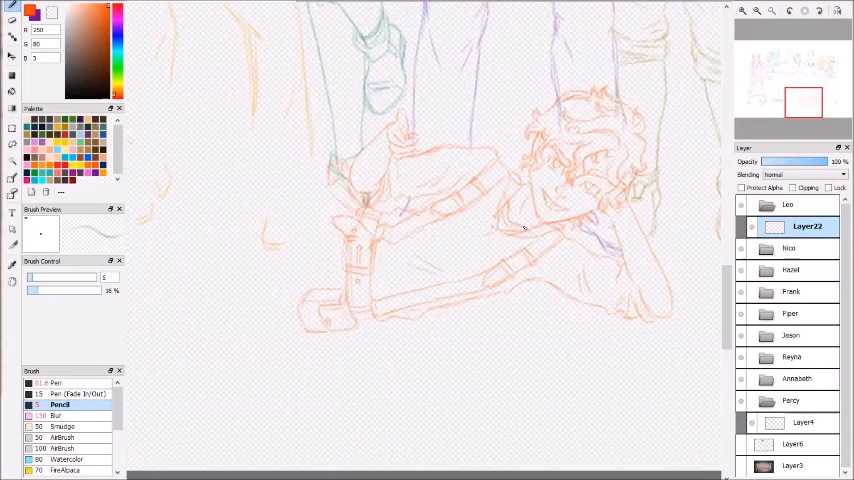 R: 250
G: 80
B: 3
Palette
Brush Preview
Brush Control
5
16 %
Brush
81.6 Pen
15 Pen (Fade In/Out)
5 Pencil
130 Blur
50 Smudge
50 AirBrush
100 AirBrush
80 Watercolor
70 FireAlpaca
Layer
Opacity 100 %
Blending Normal
Protect Alpha Clipping Lock
Leo
Layer22
Nico
Hazel
Frank
Piper
Jason
Reyna
Annabeth
Percy
Layer4
Layer6
Layer3